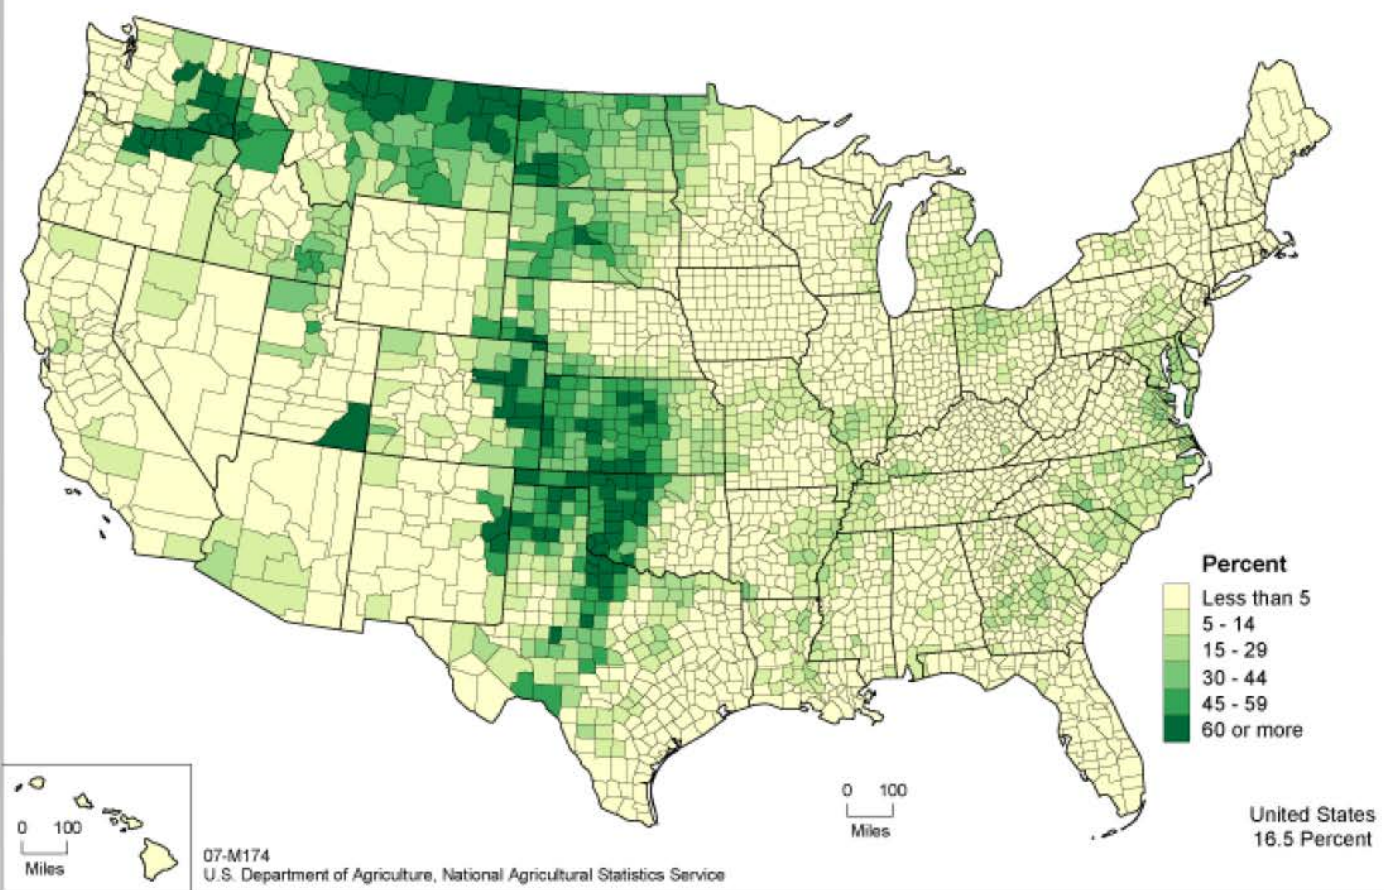 Percent
Less than 5
5 - 14
15 - 29
30 - 44
45 - 59
60 or more
0 100
Miles
United States
16.5 Percent
0 100
Miles
07-M174
U.S. Department of Agriculture, National Agricultural Statistics Service